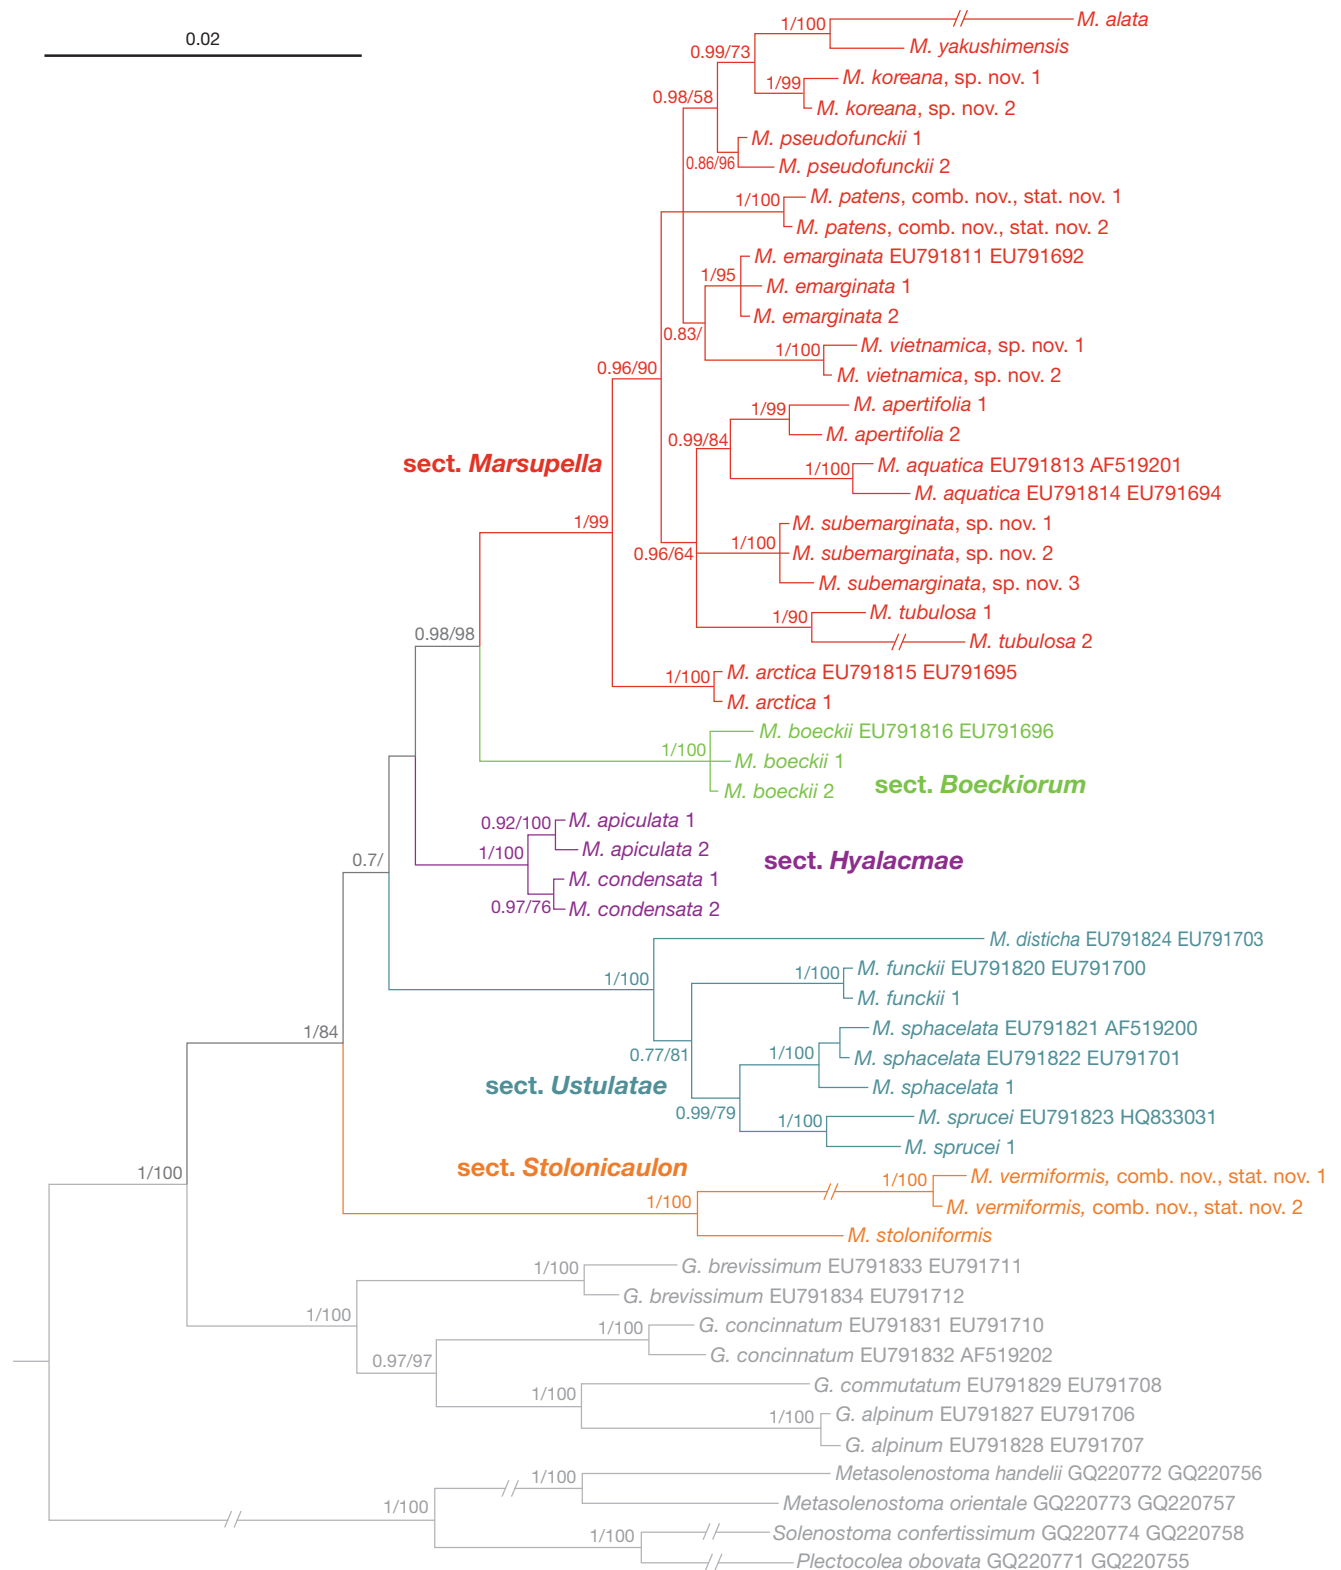 0.02
1/100
M. alata
M. yakushimensis
0.99/73
1/99
M. koreana, sp. nov. 1
M. koreana, sp. nov. 2
0.98/58
M. pseudofunckii 1
0.86/96
M. pseudofunckii 2
1/100
M. patens, comb. nov., stat. nov. 1
M. patens, comb. nov., stat. nov. 2
M. emarginata EU791811 EU791692
1/95
M. emarginata 1
M. emarginata 2
0.83/
1/100
M. vietnamica, sp. nov. 1
M. vietnamica, sp. nov. 2
0.96/90
1/99
M. apertifolia 1
M. apertifolia 2
0.99/84
sect. Marsupella
1/100
M. aquatica EU791813 AF519201
M. aquatica EU791814 EU791694
1/99
M. subemarginata, sp. nov. 1
0.96/64
1/100
M. subemarginata, sp. nov. 2
M. subemarginata, sp. nov. 3
1/90
M. tubulosa 1
M. tubulosa 2
0.98/98
1/100
M. arctica EU791815 EU791695
M. arctica 1
M. boeckii EU791816 EU791696
1/100
M. boeckii 1
M. boeckii 2
sect. Boeckiorum
0.92/100
M. apiculata 1
1/100
M. apiculata 2
sect. Hyalacmae
0.7/
M. condensata 1
0.97/76
M. condensata 2
M. disticha EU791824 EU791703
1/100
1/100
M. funckii EU791820 EU791700
M. funckii 1
1/84
M. sphacelata EU791821 AF519200
0.77/81
1/100
M. sphacelata EU791822 EU791701
sect. Ustulatae
M. sphacelata 1
0.99/79
1/100
M. sprucei EU791823 HQ833031
M. sprucei 1
sect. Stolonicaulon
1/100
1/100
M. vermiformis, comb. nov., stat. nov. 1
1/100
M. vermiformis, comb. nov., stat. nov. 2
M. stoloniformis
1/100
G. brevissimum EU791833 EU791711
G. brevissimum EU791834 EU791712
1/100
1/100
G. concinnatum EU791831 EU791710
0.97/97
G. concinnatum EU791832 AF519202
1/100
G. commutatum EU791829 EU791708
1/100
G. alpinum EU791827 EU791706
G. alpinum EU791828 EU791707
1/100
Metasolenostoma handelii GQ220772 GQ220756
1/100
Metasolenostoma orientale GQ220773 GQ220757
1/100
Solenostoma confertissimum GQ220774 GQ220758
Plectocolea obovata GQ220771 GQ220755